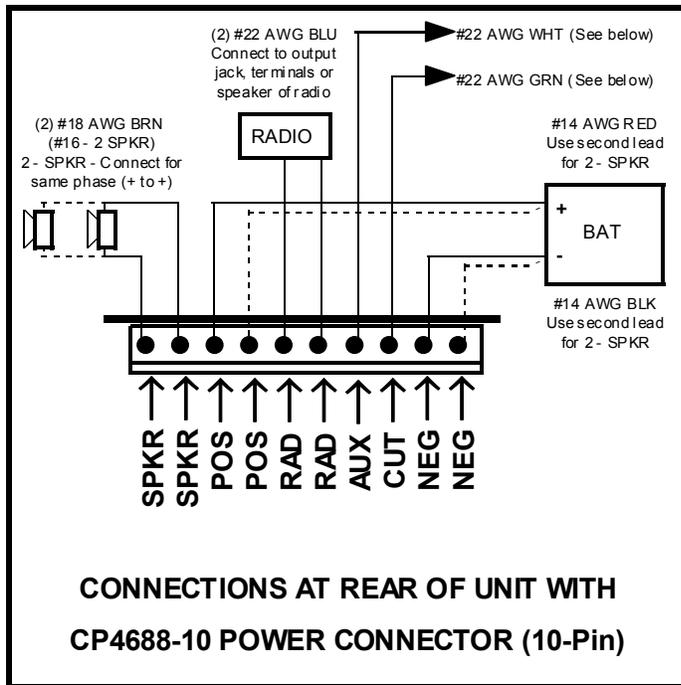 (2) #22 AWG BLU
Connect to output
jack, terminals or
speaker of radio
#22 AWG WHT (See below)
#22 AWG GRN (See below)
(2) #18 AWG BRN
(#16 - 2 SPKR)
2 - SPKR - Connect for
same phase (+ to +)
RADIO
#14 AWG RED
Use second lead
for 2 - SPKR
+
BAT
-
#14 AWG BLK
Use second lead
for 2 - SPKR
SPKR
SPKR
POS
POS
RAD
RAD
AUX
CUT
NEG
NEG
CONNECTIONS AT REAR OF UNIT WITH
CP4688-10 POWER CONNECTOR (10-Pin)